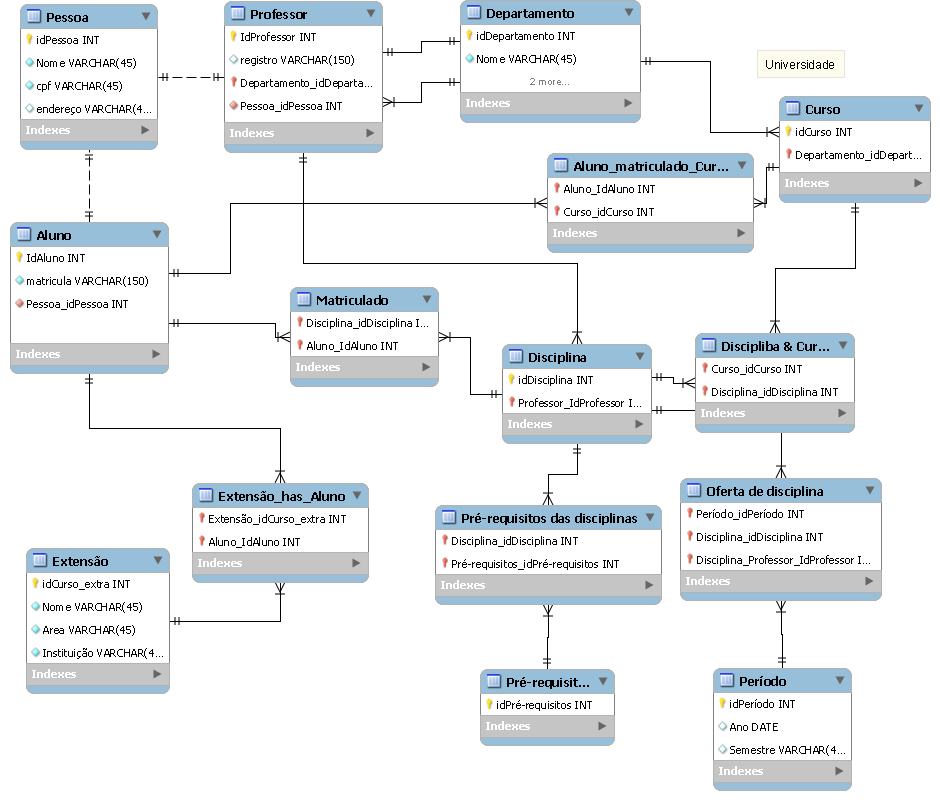 Pessoa
idPessoa INT
Nome VARCHAR(45)
cpf VARCHAR(45)
endereço VARCHAR(4...
Indexes
Professor
IdProfessor INT
registro VARCHAR(150)
Departamento_idDeparta...
Pessoa_idPessoa INT
Indexes
Departamento
idDepartamento INT
Nome VARCHAR(45)
2 more...
Indexes
Universidade
Curso
idCurso INT
Departamento_idDepart...
Indexes
Aluno_matriculado_Cur...
Aluno_IdAluno INT
Curso_idCurso INT
Indexes
Aluno
IdAluno INT
matricula VARCHAR(150)
Pessoa_idPessoa INT
Indexes
Matriculado
Disciplina_idDisciplina I...
Aluno_IdAluno INT
Indexes
Disciplina
idDisciplina INT
Professor_IdProfessor I...
Indexes
Discipliba & Cur...
Curso_idCurso INT
Disciplina_idDisciplina INT
Indexes
Extensão_has_Aluno
Extensão_idCurso_extra INT
Aluno_IdAluno INT
Indexes
Extensão
idCurso_extra INT
Nome VARCHAR(45)
Area VARCHAR(45)
Instituição VARCHAR(4...
Indexes
Pré-requisitos das disciplinas
Disciplina_idDisciplina INT
Pré-requisitos_idPré-requisitos INT
Indexes
Oferta de disciplina
Período_idPeríodo INT
Disciplina_idDisciplina INT
Disciplina_Professor_IdProfessor I...
Indexes
Pré-requisit...
idPré-requisitos INT
Indexes
Período
idPeríodo INT
Ano DATE
Semestre VARCHAR(4...
Indexes